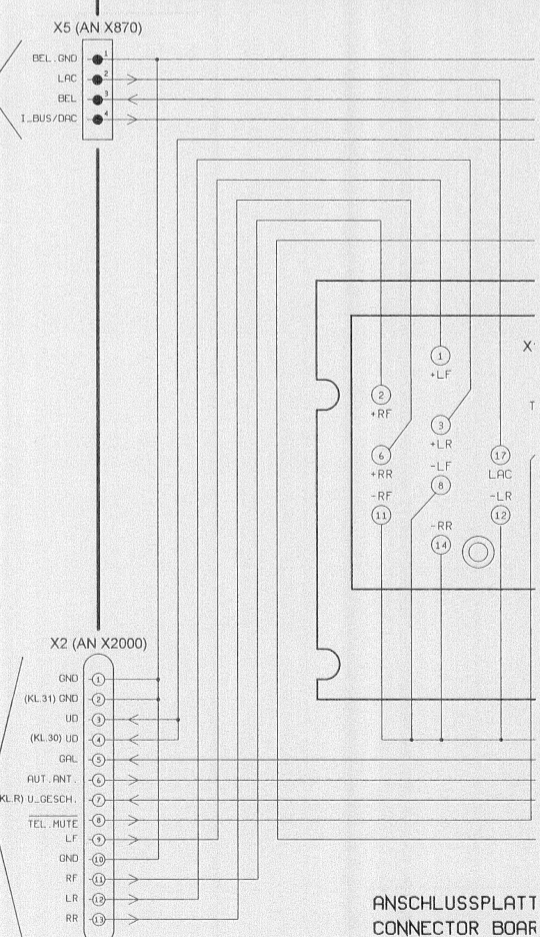 X5 (AN X870)
BEL.GND 1
LAC 2
BEL 3
I_BUS/DAC 4
X
1
+LF
2
+RF
T
3
+LR
6
+RR
-LF
8
17
LAC
-RF
11
-LR
12
-RR
14
X2 (AN X2000)
GND 1
(KL.31) GND 2
UD 3
(KL.30) UD 4
GAL 5
AUT.ANT. 6
KL.R) U_GESCH. 7
TEL.MUTE 8
LF 9
GND 10
RF 11
LR 12
RR 13
ANSCHLUSSPLATT
CONNECTOR BOAR